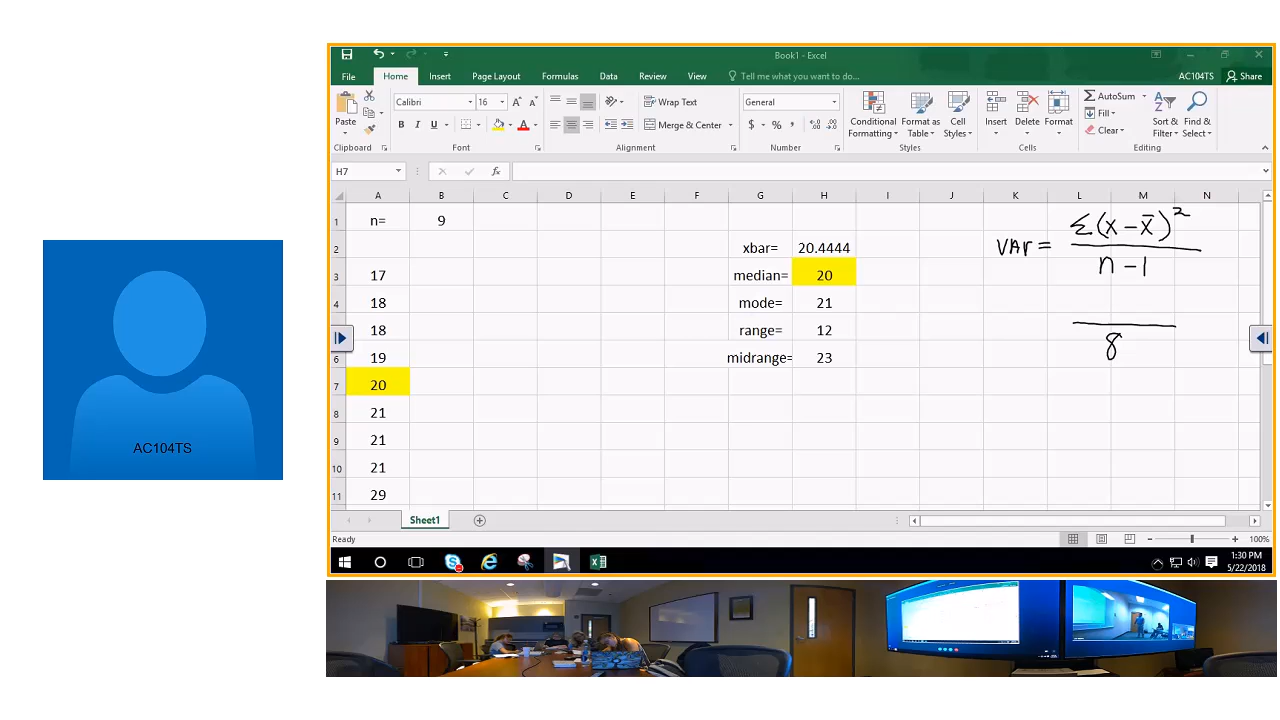 Book1 - Excel
File Home Insert Page Layout Formulas Data Review View Tell me what you want to do... AC104TS Share
Calibri 16 A A Wrap Text General AutoSum
Fill
Paste B I U A Merge & Center $ % , Conditional Formatting Format as Table Cell Styles Insert Delete Format Clear Sort & Filter Find & Select
Clipboard Font Alignment Number Styles Cells Editing
H7 fx
A B C D E F G H I J K L M N
1 n= 9
2 xbar= 20.4444
3 17 median= 20
4 18 mode= 21
18 range= 12
6 19 midrange= 23
7 20
8 21
9 21
10 21
11 29
VAr = Σ(x - x̄)²
n - 1
8
Sheet1
Ready 100%
1:30 PM
5/22/2018
AC104TS